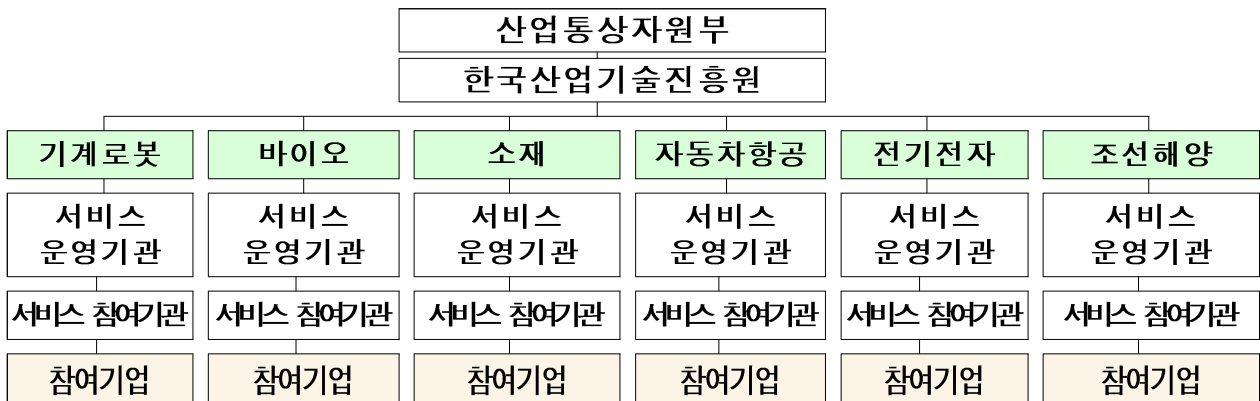 산업통상자원부
한국산업기술진흥원
기계로봇 바이오 소재 자동차항공 전기전자 조선해양
서비스 서비스 서비스 서비스 서비스 서비스
운영기관 운영기관 운영기관 운영기관 운영기관 운영기관
서비스 참여기관 서비스 참여기관 서비스 참여기관 서비스 참여기관 서비스 참여기관 서비스 참여기관
참여기업 참여기업 참여기업 참여기업 참여기업 참여기업